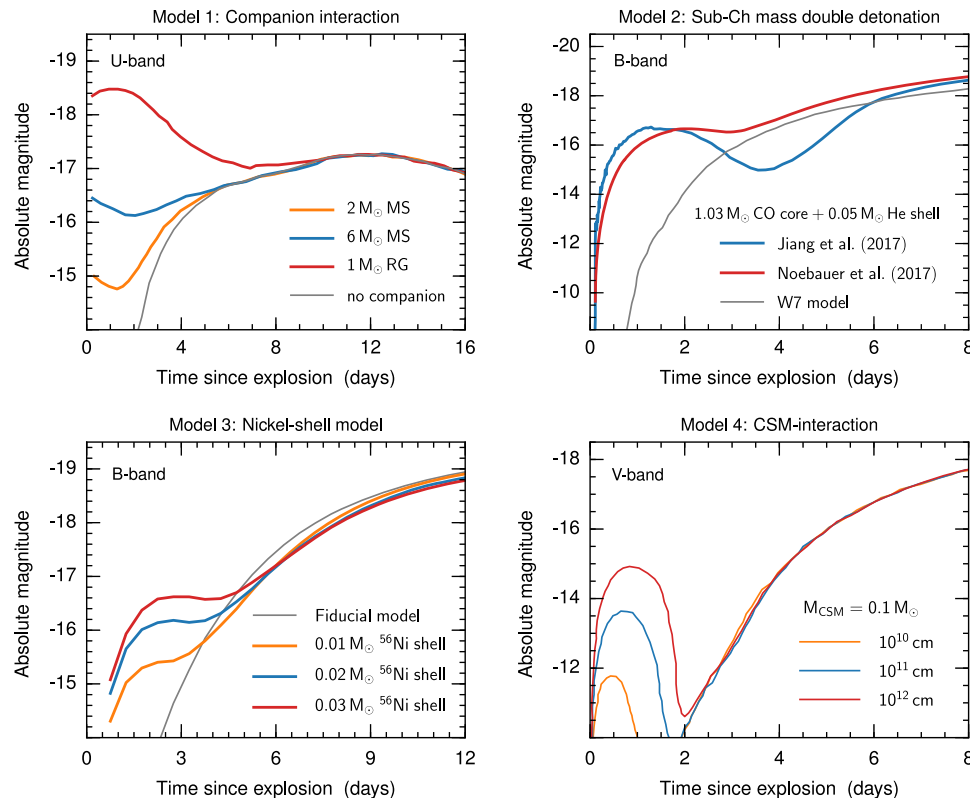 Model 1: Companion interaction
U-band
Absolute magnitude
-19
-18
-17
-16
-15
2 M⊙ MS
6 M⊙ MS
1 M⊙ RG
no companion
0 4 8 12 16
Time since explosion (days)
Model 2: Sub-Ch mass double detonation
B-band
Absolute magnitude
-20
-18
-16
-14
-12
-10
1.03 M⊙ CO core + 0.05 M⊙ He shell
Jiang et al. (2017)
Noebauer et al. (2017)
W7 model
0 2 4 6 8
Time since explosion (days)
Model 3: Nickel-shell model
B-band
Absolute magnitude
-19
-18
-17
-16
-15
Fiducial model
0.01 M⊙ ⁵⁶Ni shell
0.02 M⊙ ⁵⁶Ni shell
0.03 M⊙ ⁵⁶Ni shell
0 3 6 9 12
Time since explosion (days)
Model 4: CSM-interaction
V-band
Absolute magnitude
-18
-16
-14
-12
M_CSM = 0.1 M⊙
10¹⁰ cm
10¹¹ cm
10¹² cm
0 2 4 6 8
Time since explosion (days)